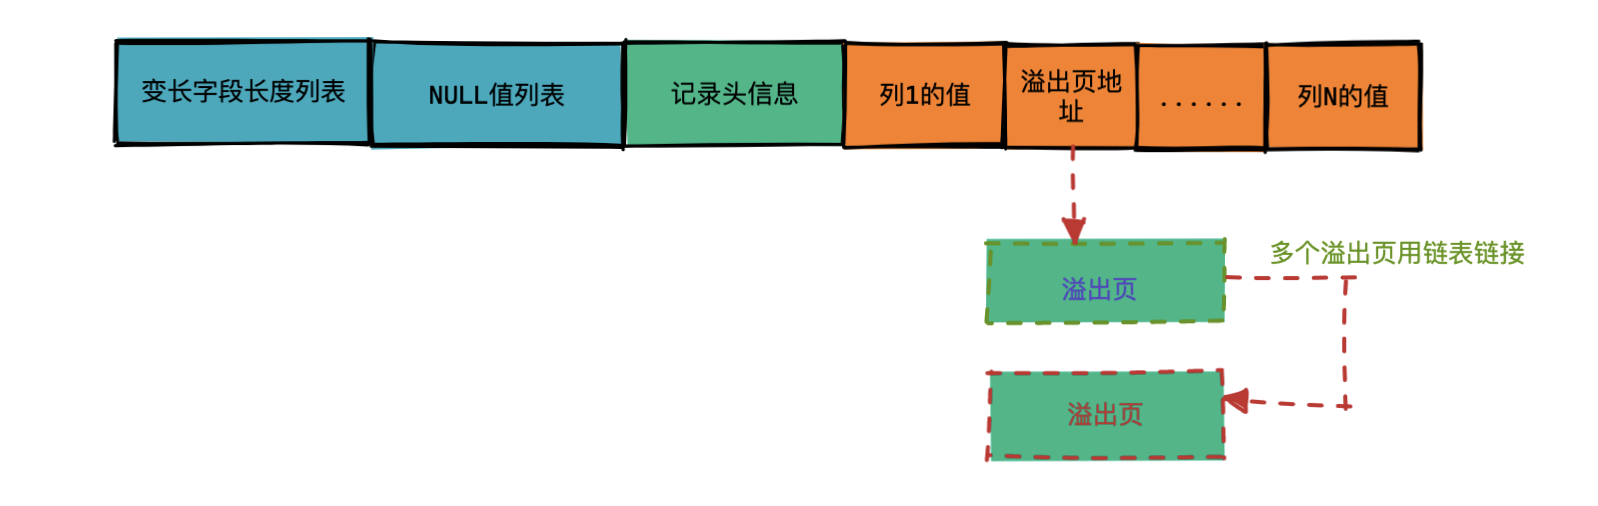 变长字段长度列表
NULL值列表
记录头信息
列1的值
溢出页地
址
......
列N的值
多个溢出页用链表链接
溢出页
溢出页